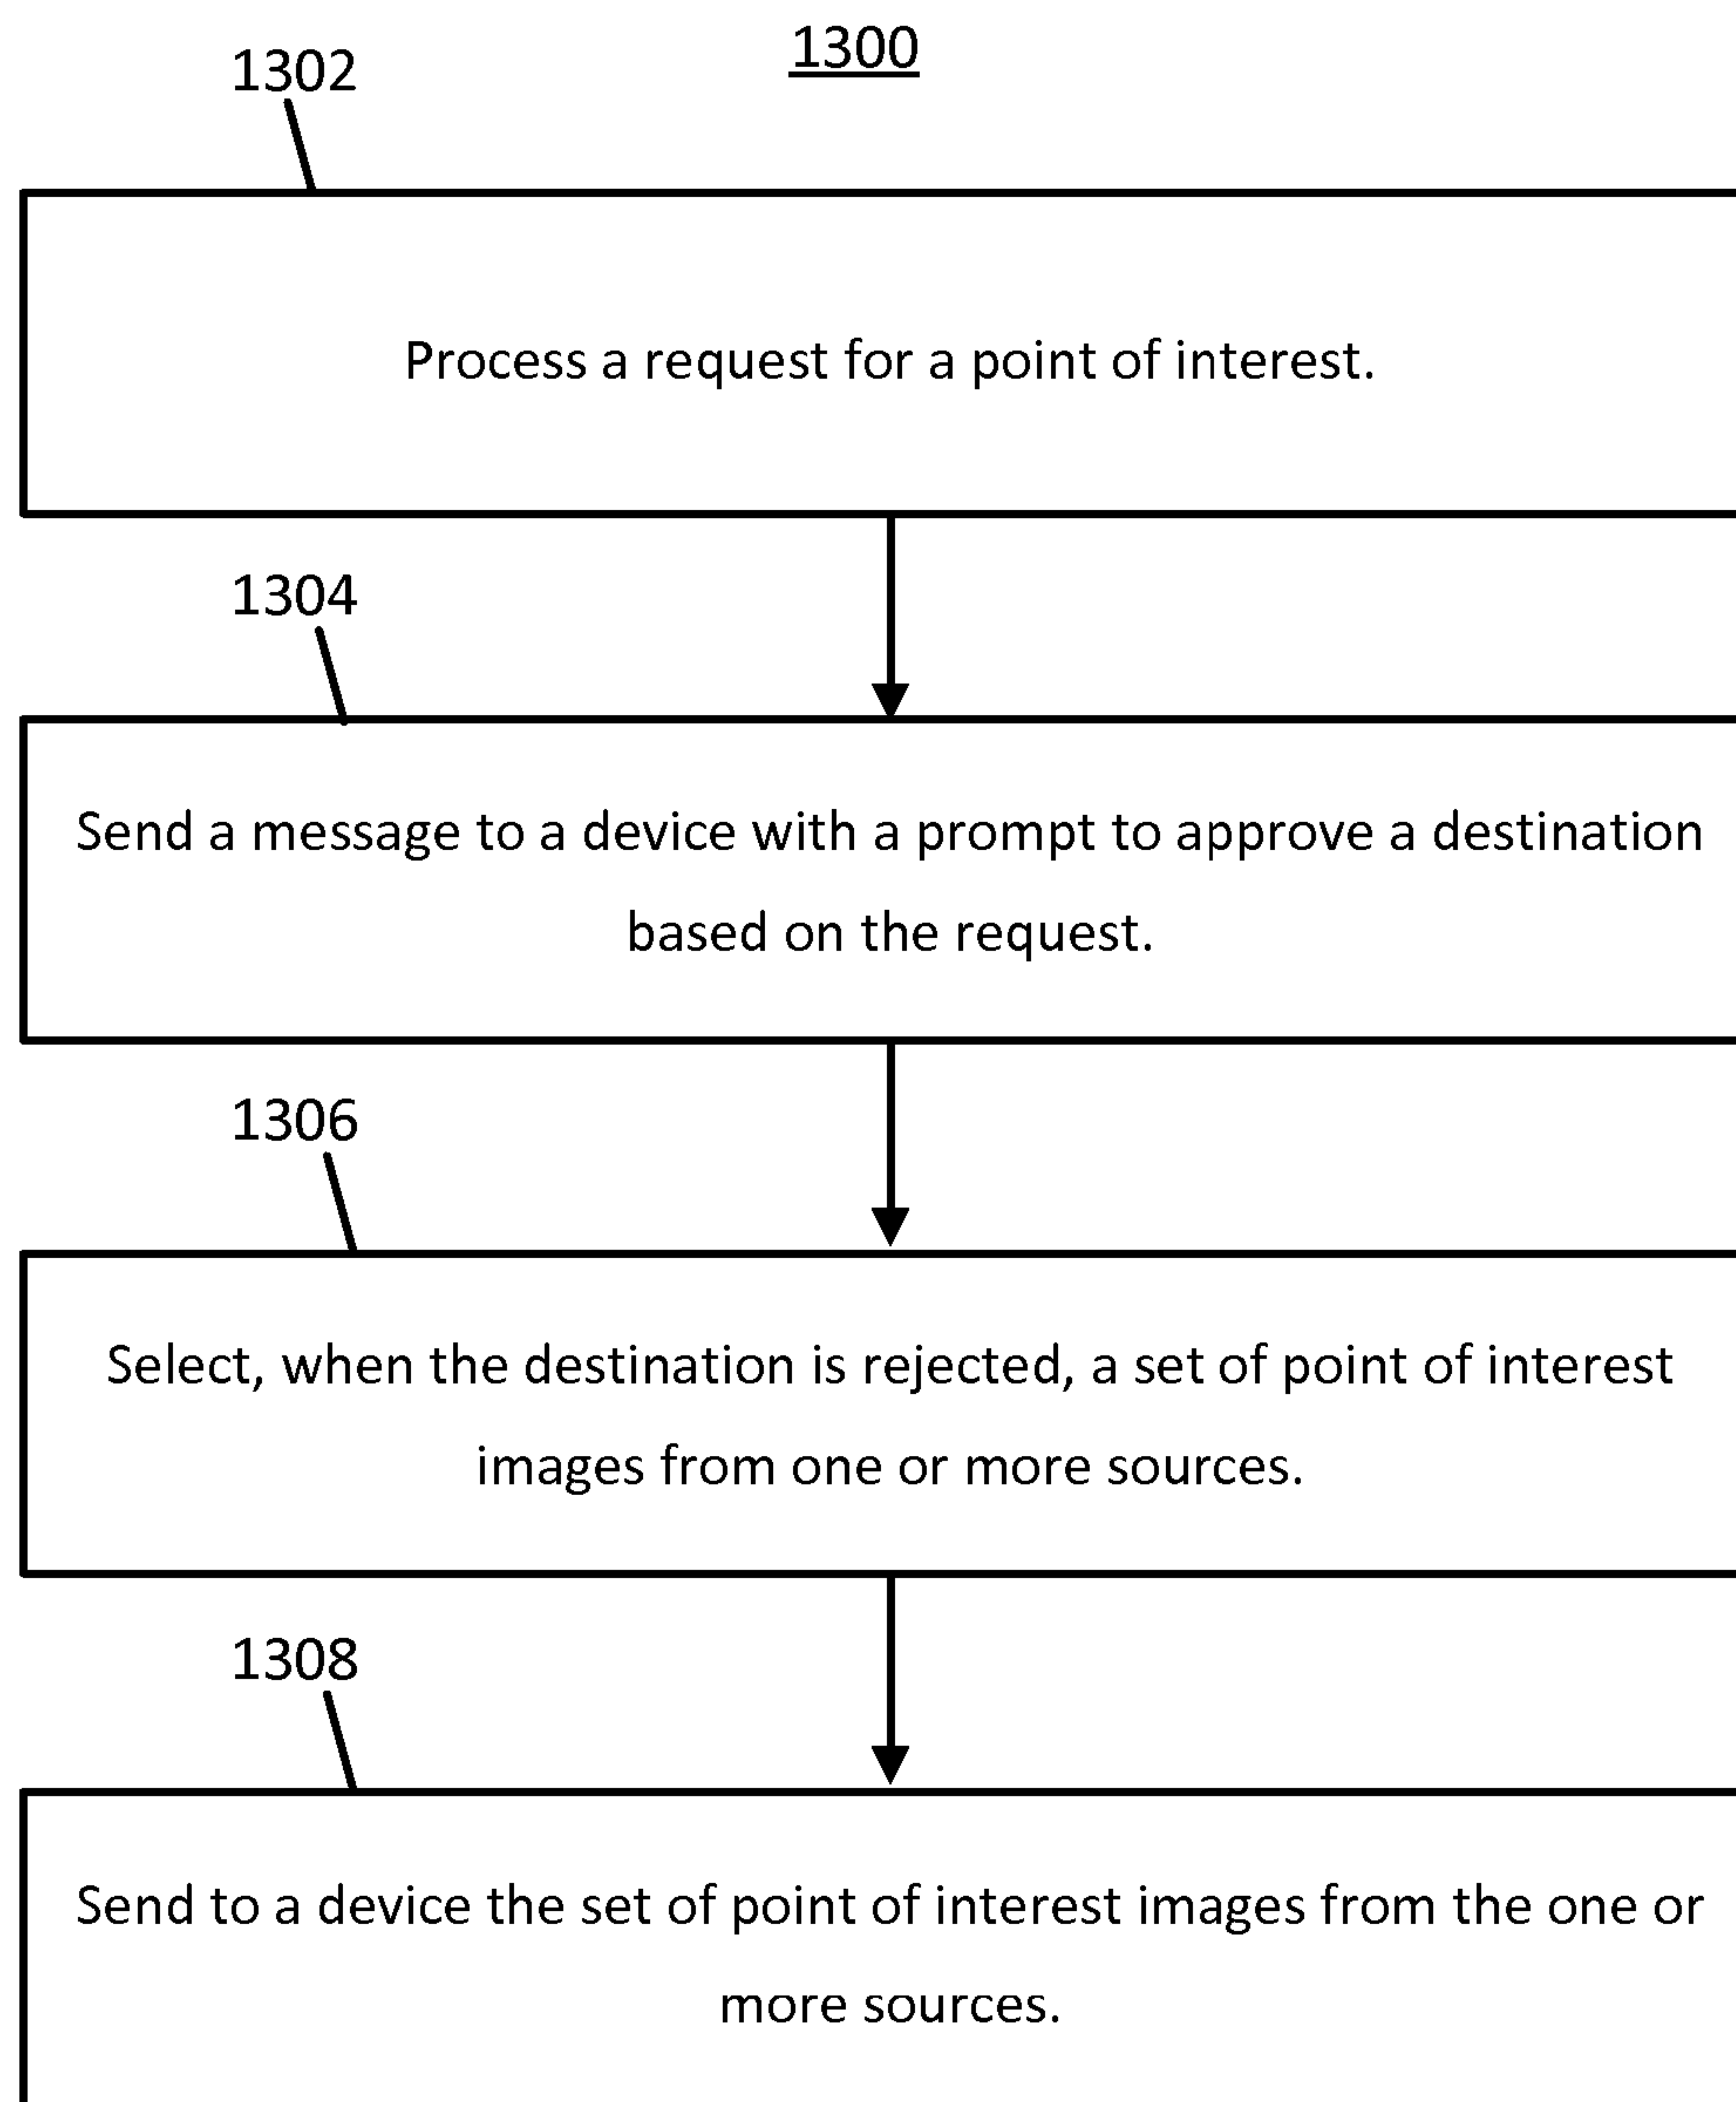 1300
1302
Process a request for a point of interest.
1304
Send a message to a device with a prompt to approve a destination
based on the request.
1306
Select, when the destination is rejected, a set of point of interest
images from one or more sources.
1308
Send to a device the set of point of interest images from the one or
more sources.